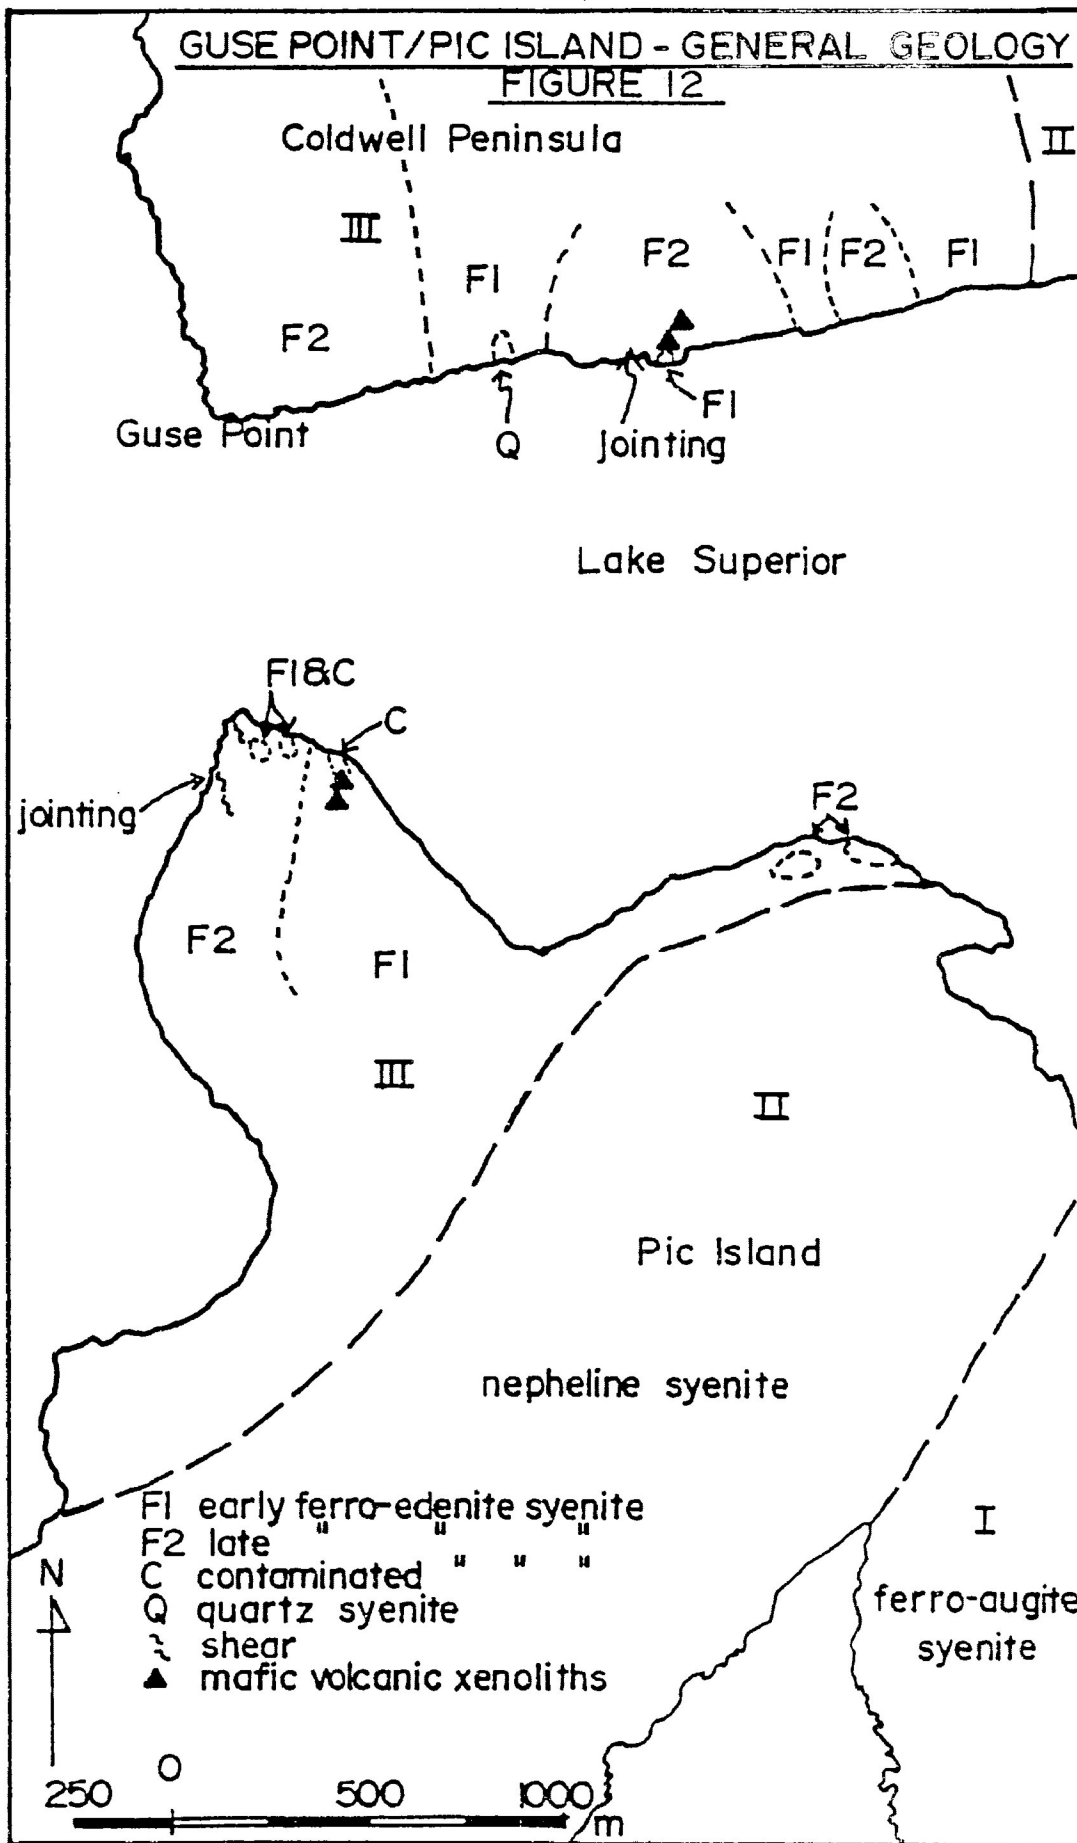 GUSE POINT/PIC ISLAND - GENERAL GEOLOGY
FIGURE 12
Coldwell Peninsula
II
III
F2
F1
F2
F1
F1
F2
F1
Guse Point
Q
jointing
Lake Superior
F1&C
C
jointing
F2
F2
F1
III
II
Pic Island
nepheline syenite
I
ferro-augite
syenite
F1 early ferro-edenite syenite
F2 late " " "
C contaminated " " "
Q quartz syenite
shear
mafic volcanic xenoliths
N
250 0 500 1000 m